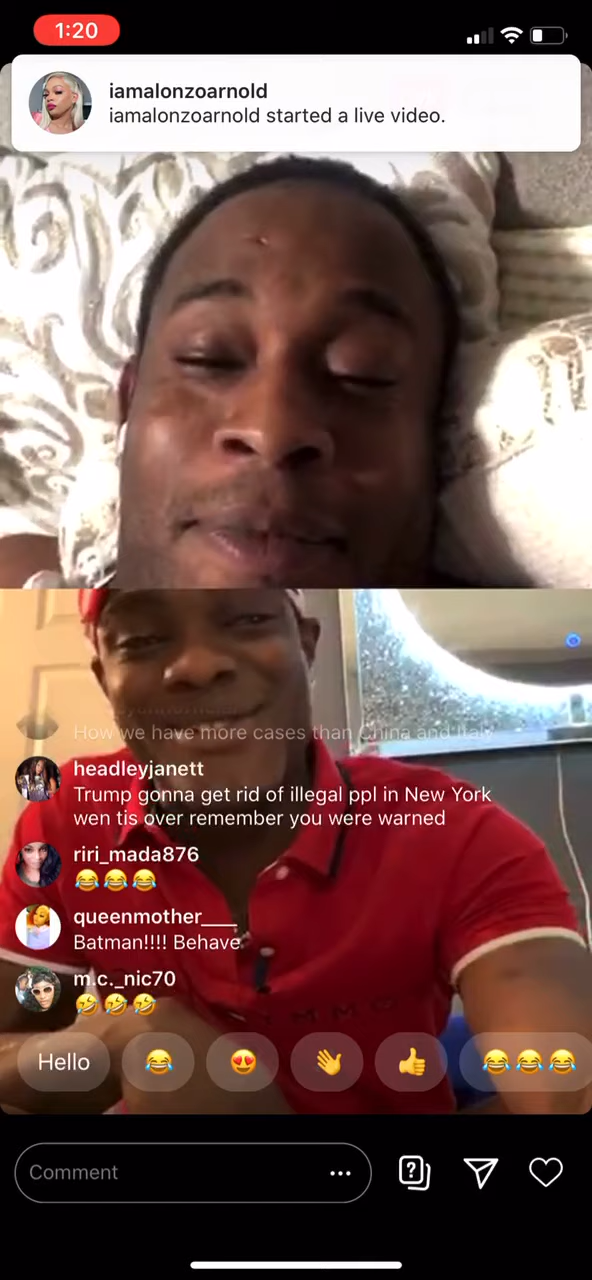 1:20
iamalonzoarnold
iamalonzoarnold started a live video.
How we have more cases than China and Italy
headleyjanett
Trump gonna get rid of illegal ppl in New York
wen tis over remember you were warned
riri_mada876
😂😂😂
queenmother___
Batman!!!! Behave
m.c._nic70
🤣🤣🤣
Hello 😂 😍 👋 👍 😂😂😂
Comment